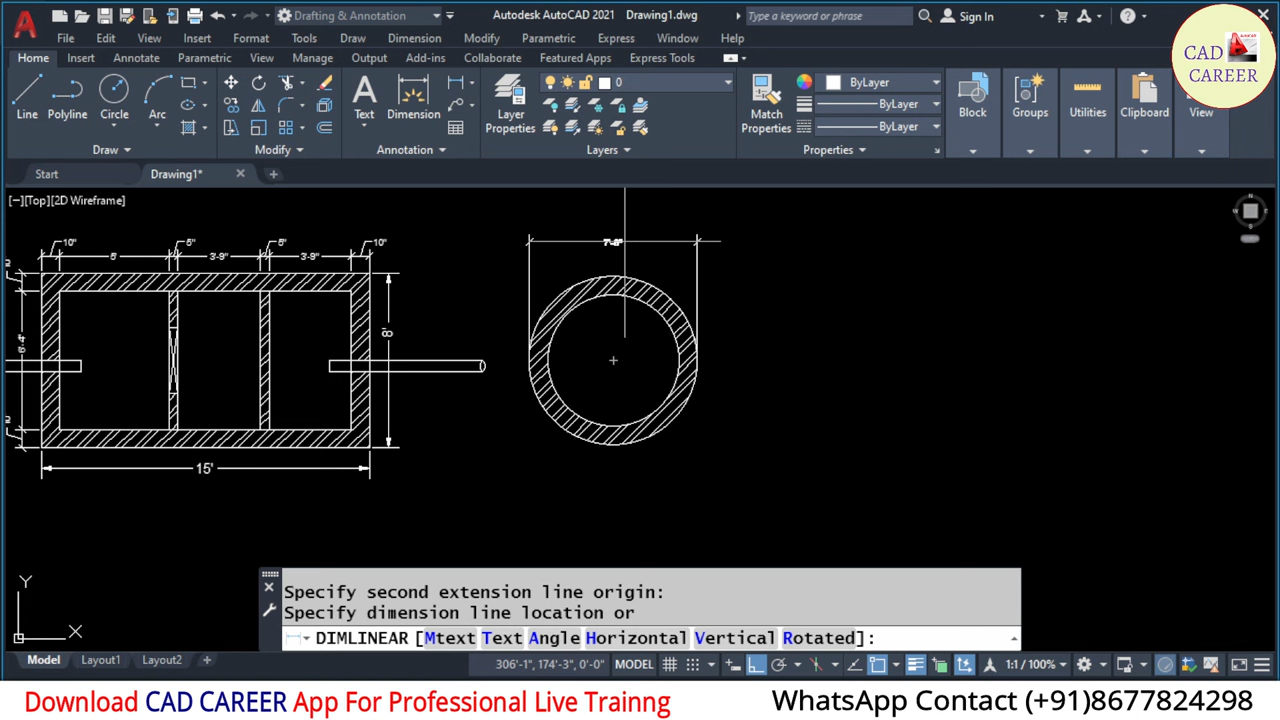 Drafting & Annotation
Autodesk AutoCAD 2021 Drawing1.dwg
Type a keyword or phrase
Sign In
File Edit View Insert Format Tools Draw Dimension Modify Parametric Express Window Help
Home Insert Annotate Parametric View Manage Output Add-ins Collaborate Featured Apps Express Tools
CAD
CAREER
Line Polyline Circle Arc
Text Dimension
Layer
Properties
0
Match
Properties
ByLayer
ByLayer
ByLayer
Block Groups Utilities Clipboard View
Draw Modify Annotation Layers Properties
Start Drawing1*
[−][Top][2D Wireframe]
N
W
E
S
10" 5" 5" 10"
6' 3'-9" 3'-9"
6'-4"
8'
15'
Y
X
Specify second extension line origin:
Specify dimension line location or
DIMLINEAR [Mtext Text Angle Horizontal Vertical Rotated]:
Model Layout1 Layout2 +
306'-1", 174'-3", 0'-0" MODEL 1:1 / 100%
Download CAD CAREER App For Professional Live Trainng
WhatsApp Contact (+91)8677824298